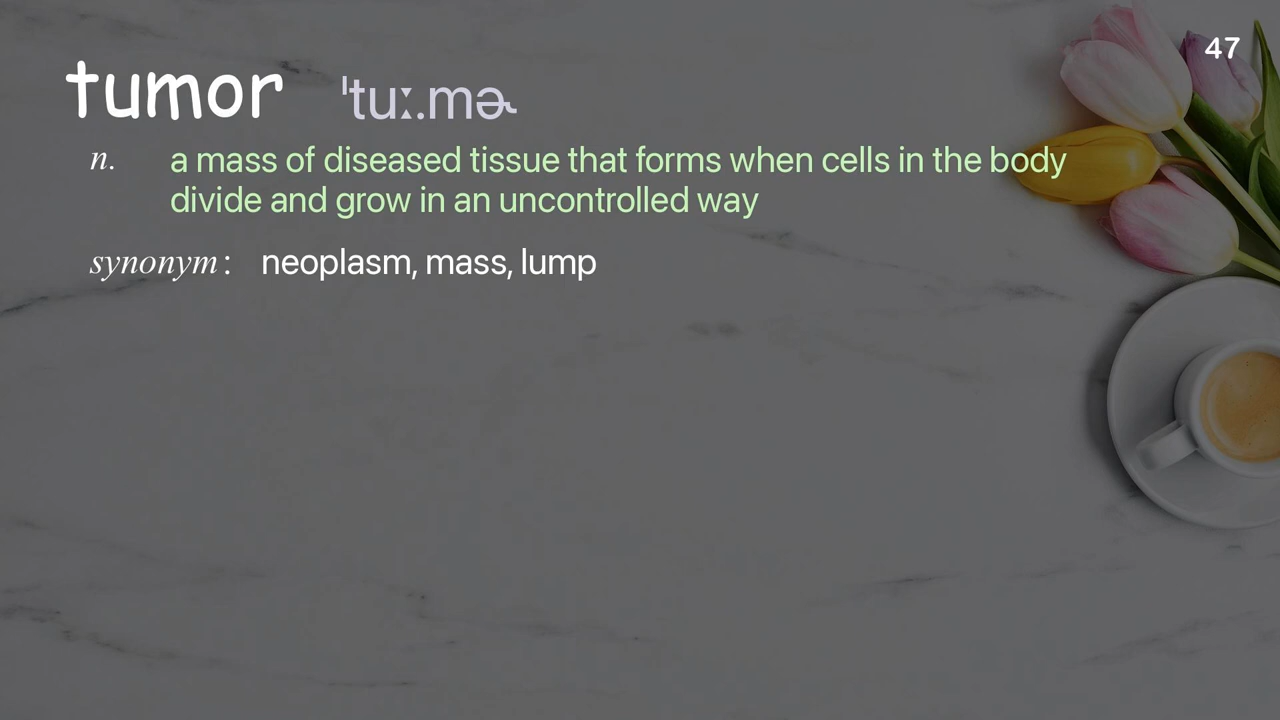 47
tumor ˈtuː.mɚ
n. a mass of diseased tissue that forms when cells in the body
divide and grow in an uncontrolled way
synonym : neoplasm, mass, lump